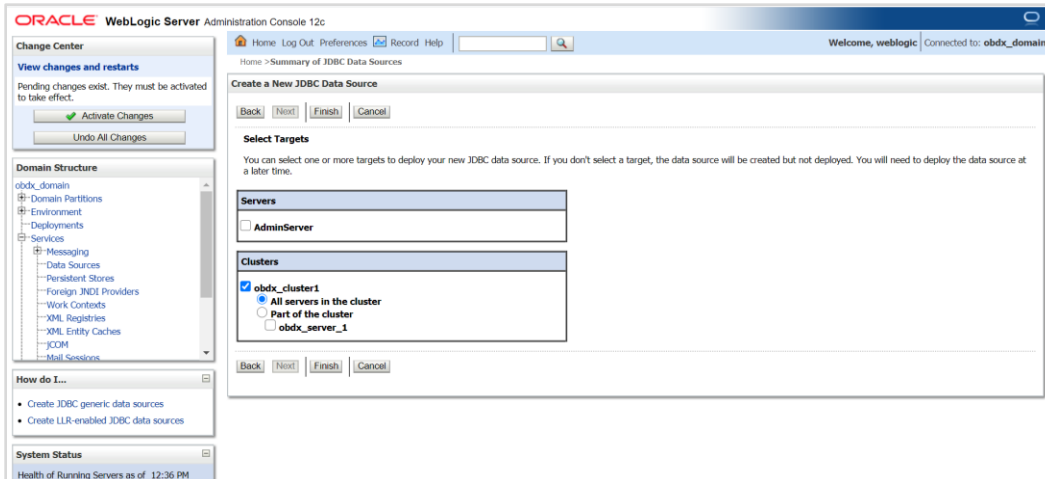 ORACLE WebLogic Server Administration Console 12c
Change Center
View changes and restarts
Pending changes exist. They must be activated
to take effect.
Activate Changes
Undo All Changes
Domain Structure
obdx_domain
Domain Partitions
Environment
Deployments
Services
Messaging
Data Sources
Persistent Stores
Foreign JNDI Providers
Work Contexts
XML Registries
XML Entity Caches
jCOM
Mail Sessions
How do I...
Create JDBC generic data sources
Create LLR-enabled JDBC data sources
System Status
Health of Running Servers as of 12:36 PM
Home Log Out Preferences Record Help
Welcome, weblogic Connected to: obdx_domain
Home >Summary of JDBC Data Sources
Create a New JDBC Data Source
Back Next Finish Cancel
Select Targets
You can select one or more targets to deploy your new JDBC data source. If you don't select a target, the data source will be created but not deployed. You will need to deploy the data source at
a later time.
Servers
AdminServer
Clusters
obdx_cluster1
All servers in the cluster
Part of the cluster
obdx_server_1
Back Next Finish Cancel